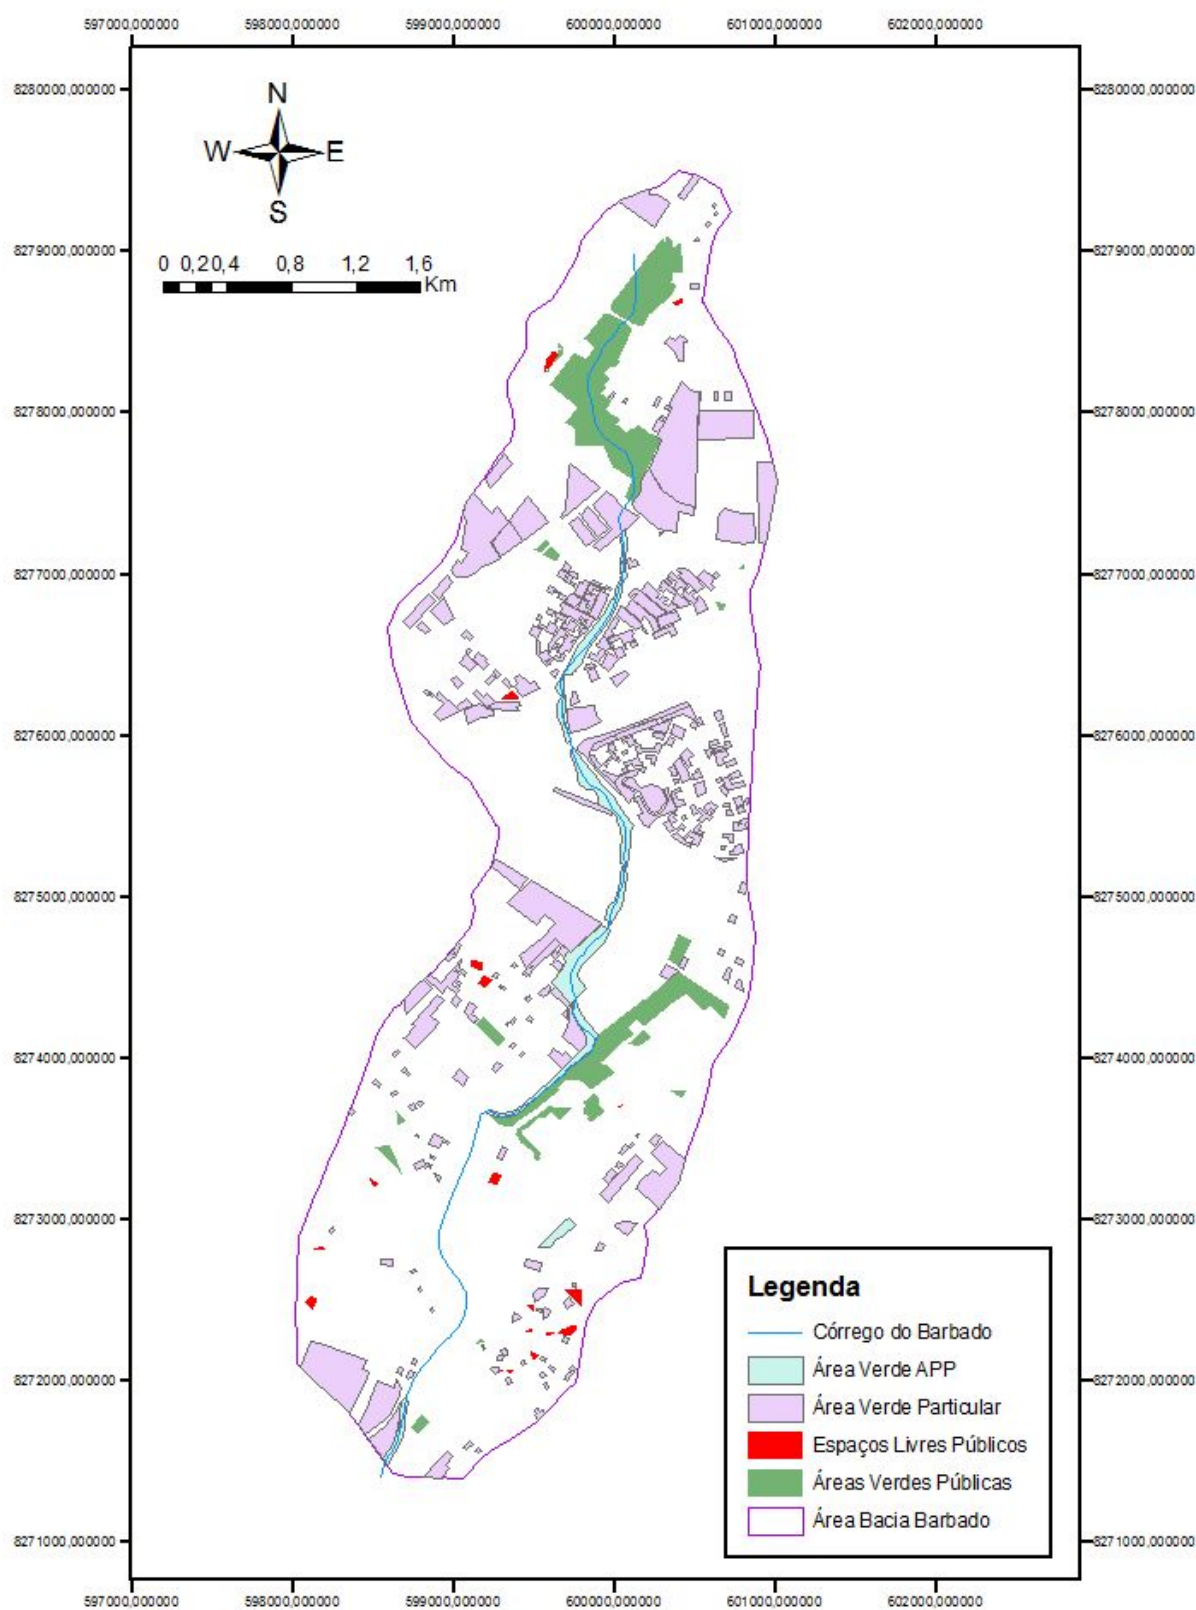 597000,000000 598000,000000 599000,000000 600000,000000 601000,000000 602000,000000
8280000,000000 8280000,000000
N
W E
S
8279000,000000 8279000,000000
0 0,2 0,4 0,8 1,2 1,6
Km
8278000,000000 8278000,000000
8277000,000000 8277000,000000
8276000,000000 8276000,000000
8275000,000000 8275000,000000
8274000,000000 8274000,000000
8273000,000000 8273000,000000
Legenda
Córrego do Barbado
Área Verde APP
8272000,000000 8272000,000000
Área Verde Particular
Espaços Livres Públicos
Áreas Verdes Públicas
Área Bacia Barbado
8271000,000000 8271000,000000
597000,000000 598000,000000 599000,000000 600000,000000 601000,000000 602000,000000